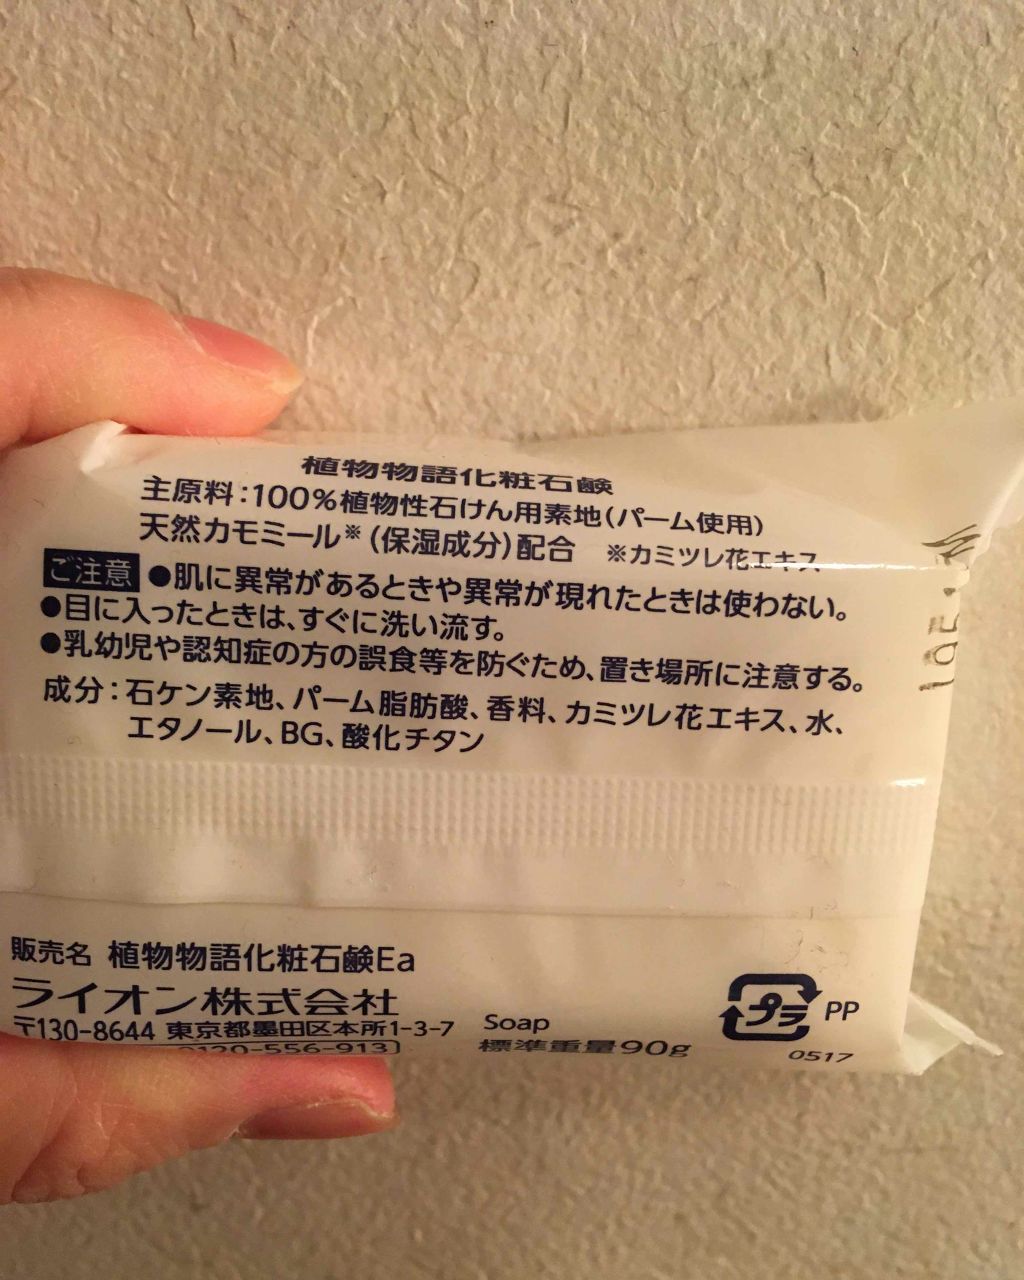 植物物語化粧石鹸
主原料:100%植物性石けん用素地(パーム使用)
天然カモミール※(保湿成分)配合 ※カミツレ花エキス
ご注意 ●肌に異常があるときや異常が現れたときは使わない。
●目に入ったときは、すぐに洗い流す。
●乳幼児や認知症の方の誤食等を防ぐため、置き場所に注意する。
成分:石ケン素地、パーム脂肪酸、香料、カミツレ花エキス、水、
エタノール、BG、酸化チタン
販売名 植物物語化粧石鹸Ea
ライオン株式会社
〒130-8644 東京都墨田区本所1-3-7
0120-556-913)
Soap
標準重量90g
プラ PP
0517